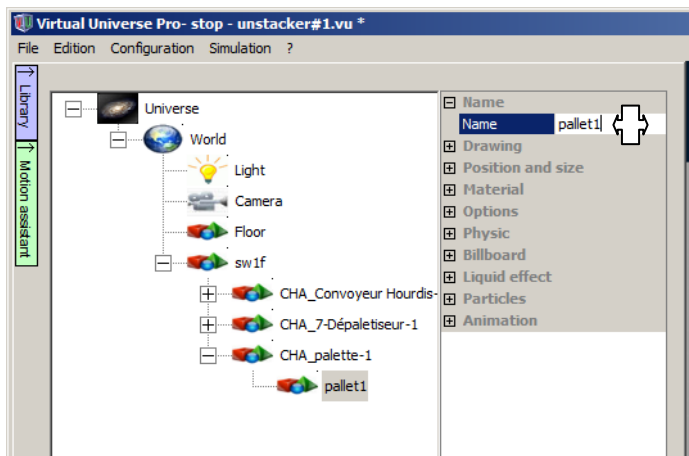 Virtual Universe Pro- stop - unstacker#1.vu *
File Edition Configuration Simulation ?
Library
Motion assistant
Universe
World
Light
Camera
Floor
sw1f
CHA_Convoyeur Hourdis-
CHA_7-Dépaletiseur-1
CHA_palette-1
pallet1
Name
Name pallet1
Drawing
Position and size
Material
Options
Physic
Billboard
Liquid effect
Particles
Animation